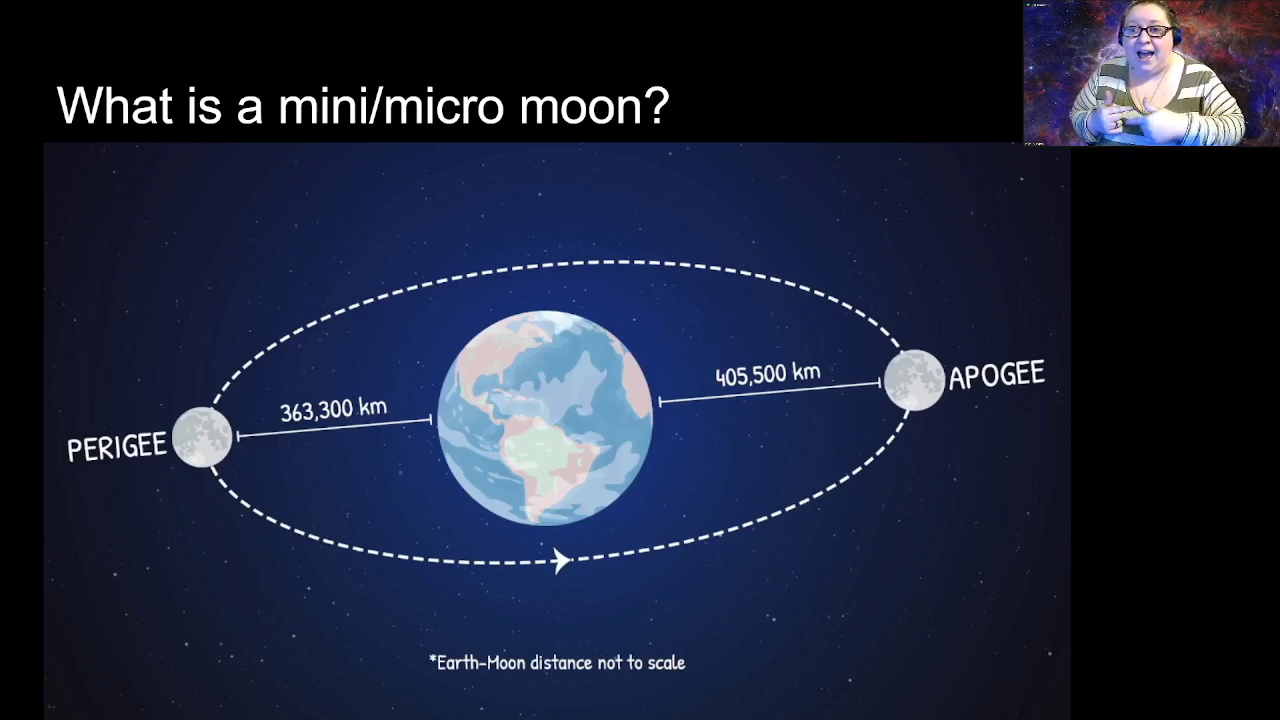 What is a mini/micro moon?
405,500 km
APOGEE
363,300 km
PERIGEE
*Earth-Moon distance not to scale